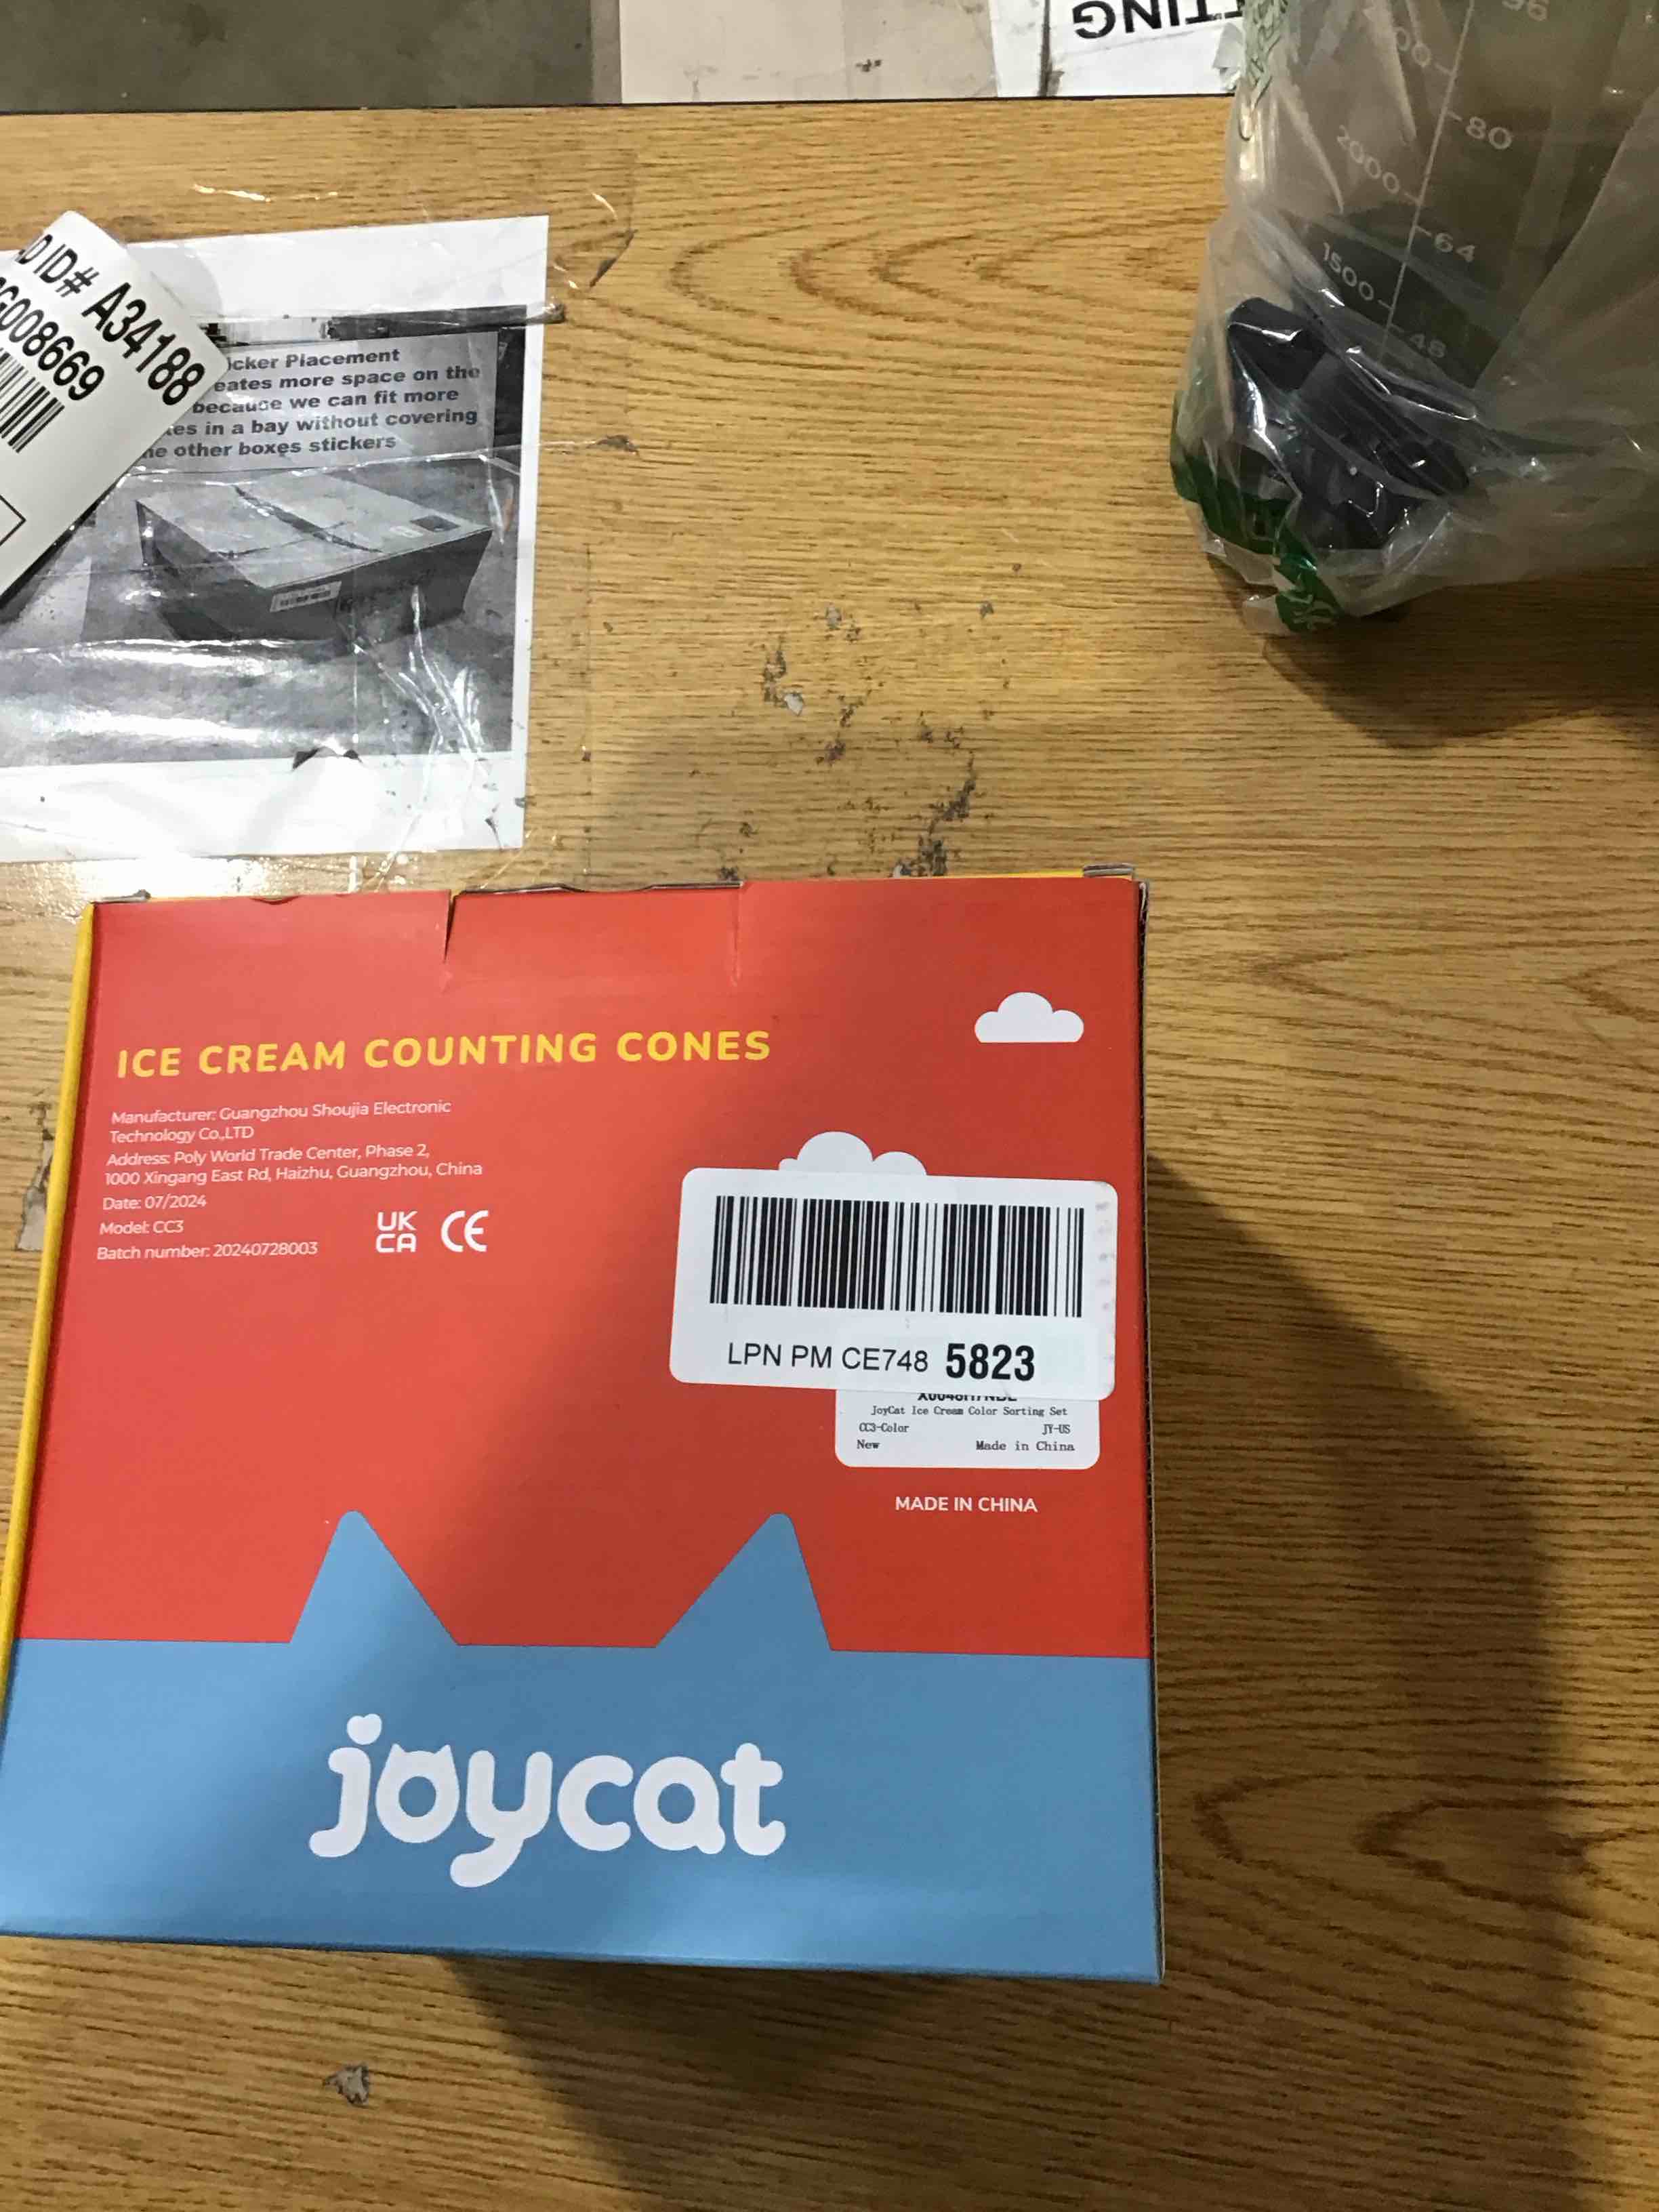 TING
96
80
2000
64
1500
48
ID# A34188
G008669
icker Placement
eates more space on the
because we can fit more
es in a bay without covering
he other boxes stickers
ICE CREAM COUNTING CONES
Manufacturer: Guangzhou Shoujia Electronic
Technology Co.,LTD
Address: Poly World Trade Center, Phase 2,
1000 Xingang East Rd, Haizhu, Guangzhou, China
Date: 07/2024
Model: CC3
Batch number: 20240728003
UK
CA CE
LPN PM CE748 5823
JoyCat Ice Cream Color Sorting Set
CC3-Color JY-US
New Made in China
MADE IN CHINA
joycat